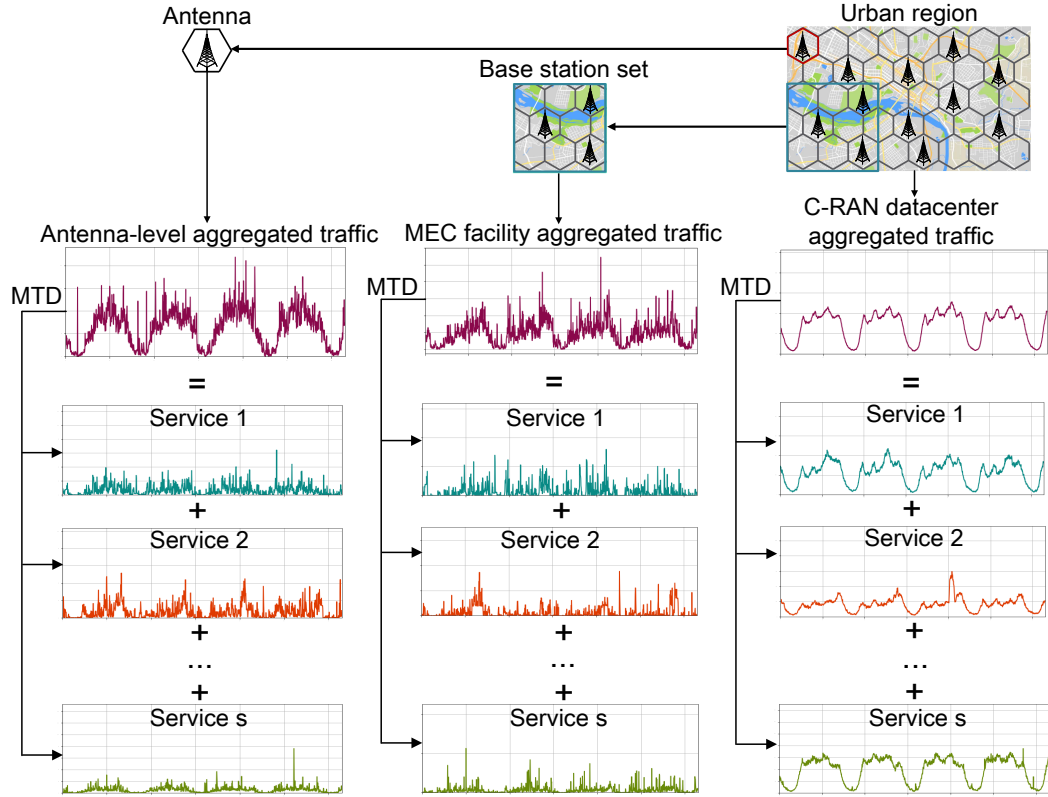 Antenna
Urban region
Base station set
Antenna-level aggregated traffic
MEC facility aggregated traffic
C-RAN datacenter
aggregated traffic
MTD
MTD
MTD
=
=
=
Service 1
Service 1
Service 1
+
+
+
Service 2
Service 2
Service 2
+
+
+
...
...
...
+
+
+
Service s
Service s
Service s